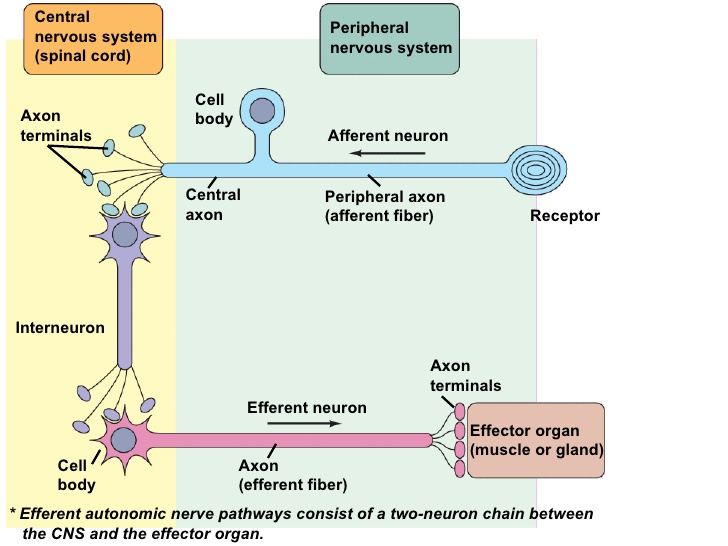 Central
nervous system
(spinal cord)
Peripheral
nervous system
Axon
terminals
Cell
body
Afferent neuron
Central
axon
Peripheral axon
(afferent fiber)
Receptor
Interneuron
Axon
terminals
Efferent neuron
Effector organ
(muscle or gland)
Cell
body
Axon
(efferent fiber)
* Efferent autonomic nerve pathways consist of a two-neuron chain between
the CNS and the effector organ.